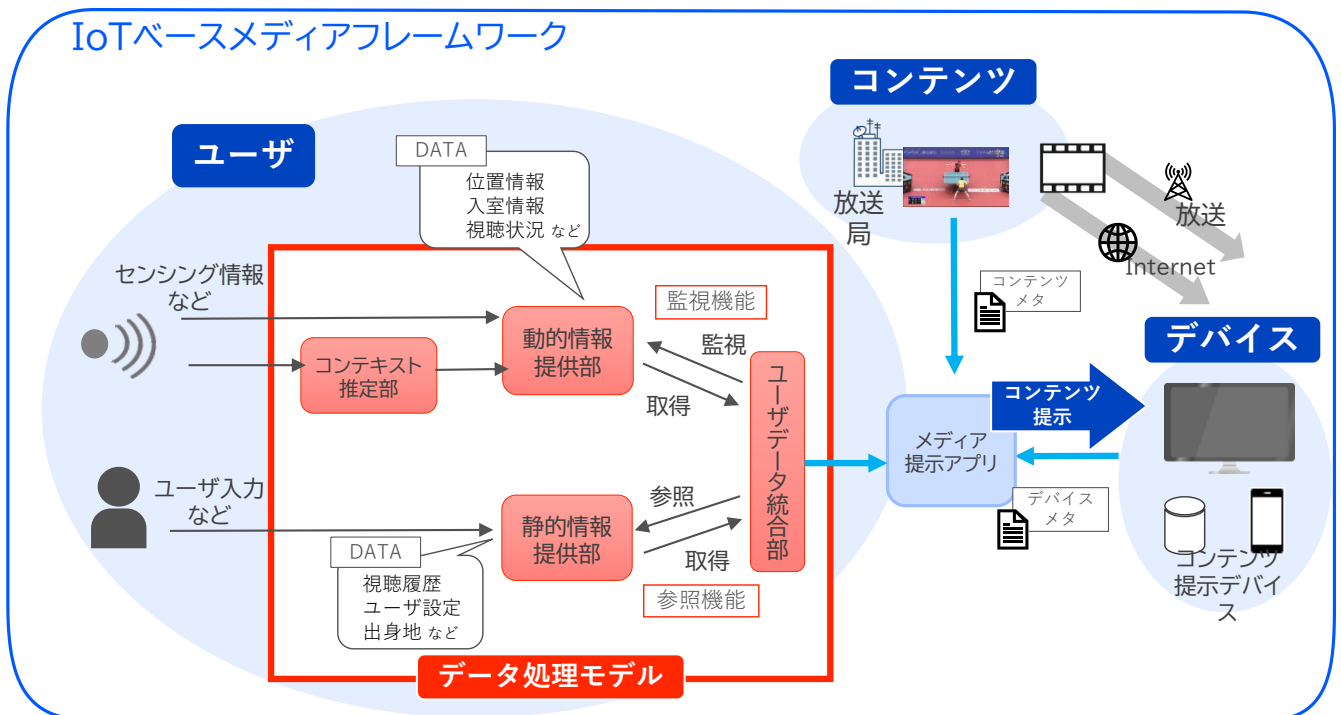 IoTベースメディアフレームワーク
コンテンツ
ユーザ
DATA
位置情報
入室情報
視聴状況 など
放送
局
放送
Internet
センシング情報
など
監視機能
コンテンツ
メタ
動的情報
提供部
監視
取得
コンテキスト
推定部
ユーザデータ統合部
デバイス
コンテンツ
提示
メディア
提示アプリ
ユーザ入力
など
静的情報
提供部
参照
取得
デバイス
メタ
DATA
視聴履歴
ユーザ設定
出身地 など
参照機能
コンテンツ
提示デバイ
ス
データ処理モデル